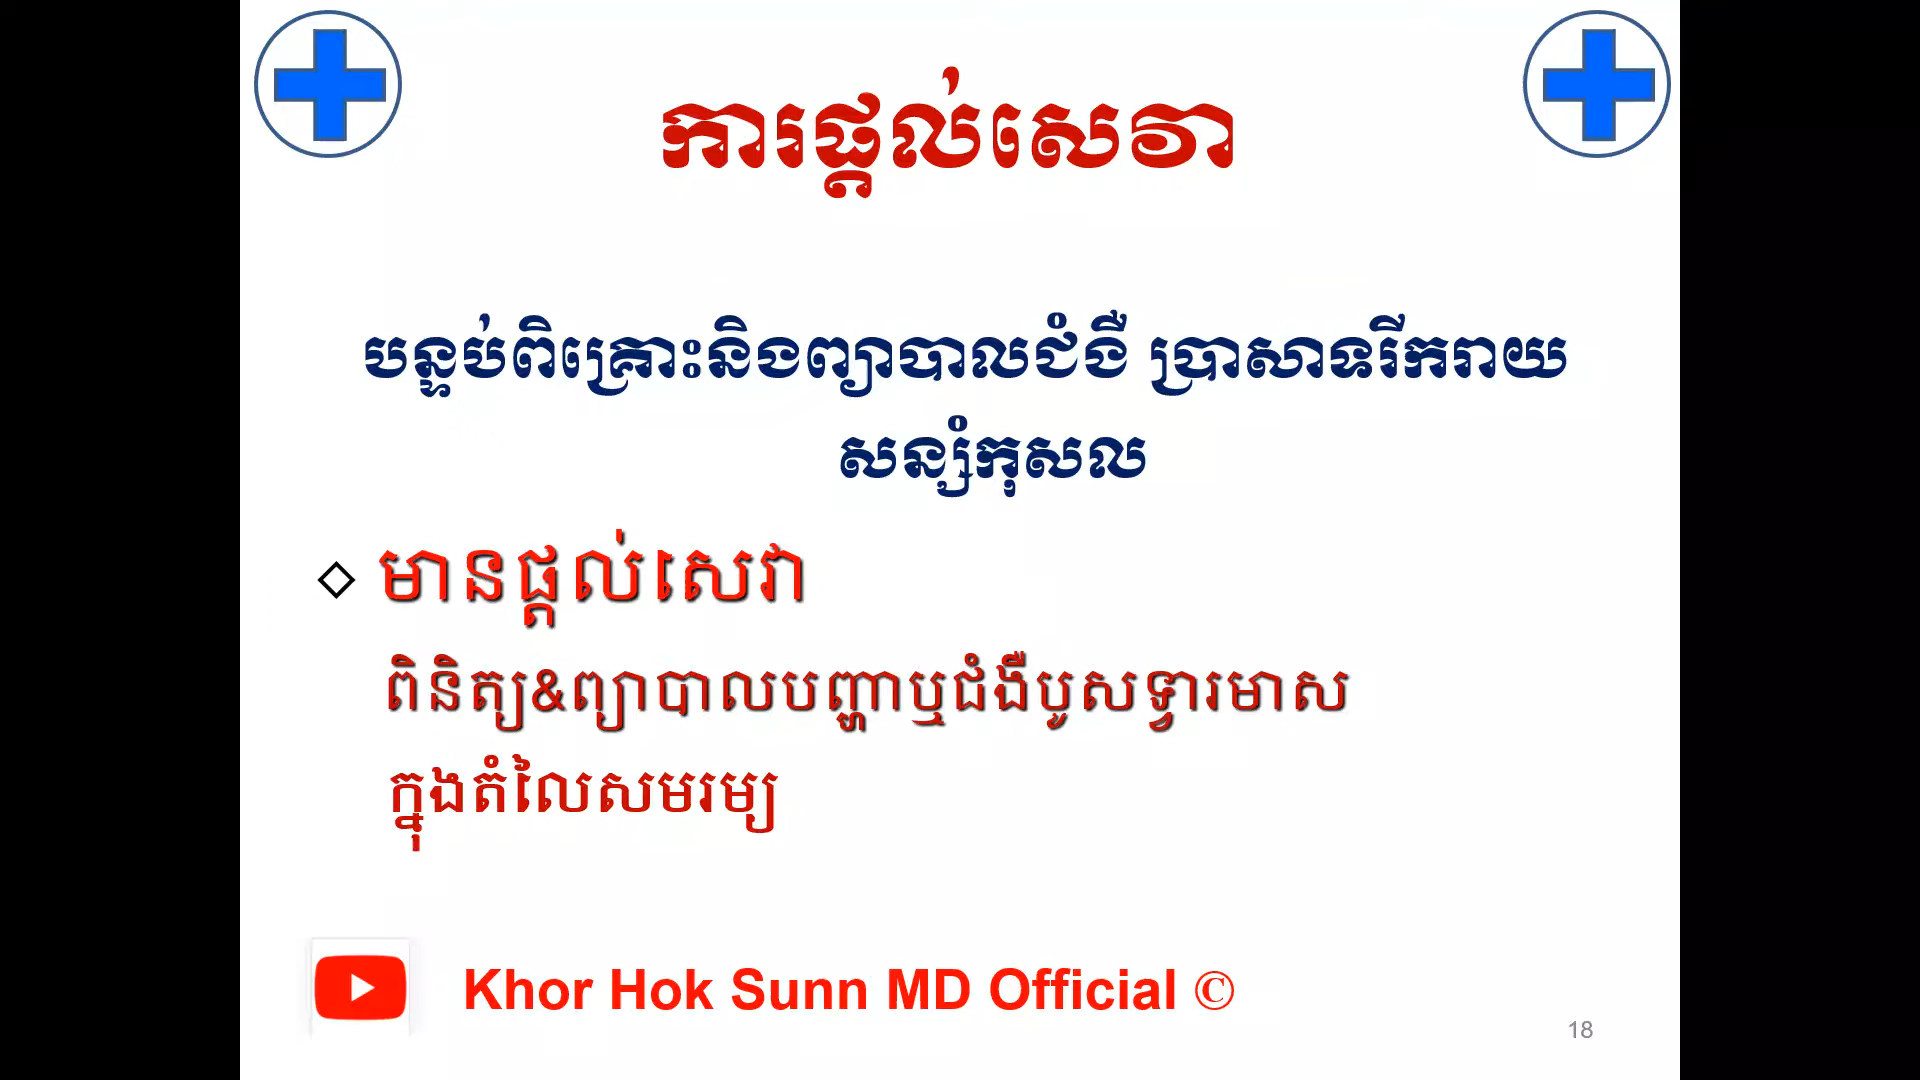 ការផ្តល់សេវា
បន្ទប់ពិគ្រោះនិងព្យាបាលជំងឺ ប្រាសាទរីករាយ
សន្សំកុសល
◇ មានផ្តល់សេវា
ពិនិត្យ&ព្យាបាលបញ្ហាឬជំងឺបូសទ្វារមាស
ក្នុងតំលៃសមរម្យ
Khor Hok Sunn MD Official ©
18